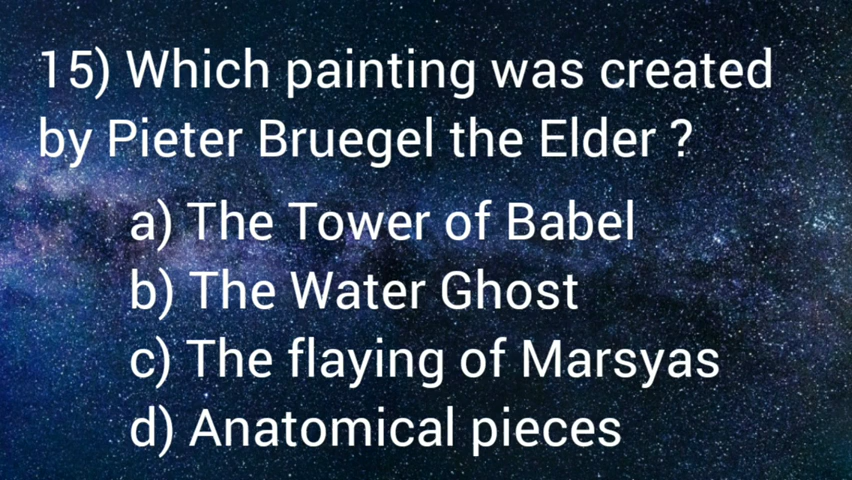 15) Which painting was created
by Pieter Bruegel the Elder ?
a) The Tower of Babel
b) The Water Ghost
c) The flaying of Marsyas
d) Anatomical pieces